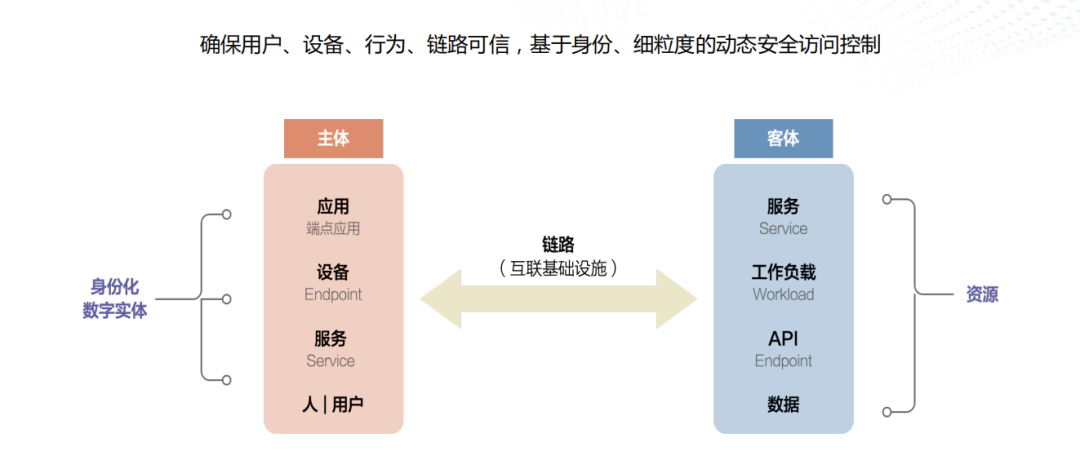 确保用户、设备、行为、链路可信，基于身份、细粒度的动态安全访问控制
主体
应用
端点应用
设备
Endpoint
服务
Service
人 | 用户
身份化
数字实体
链路
（互联基础设施）
客体
服务
Service
工作负载
Workload
API
Endpoint
数据
资源